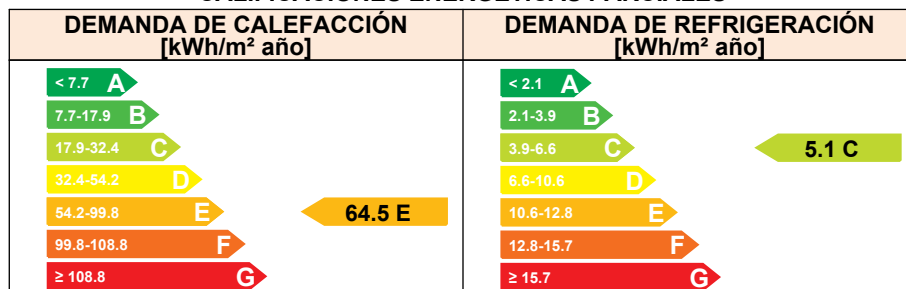 CALIFICACIONES ENERGÉTICAS PARCIALES
DEMANDA DE CALEFACCIÓN
[kWh/m² año]
< 7.7 A
7.7-17.9 B
17.9-32.4 C
32.4-54.2 D
54.2-99.8 E
64.5 E
99.8-108.8 F
≥ 108.8 G
DEMANDA DE REFRIGERACIÓN
[kWh/m² año]
< 2.1 A
2.1-3.9 B
3.9-6.6 C
5.1 C
6.6-10.6 D
10.6-12.8 E
12.8-15.7 F
≥ 15.7 G